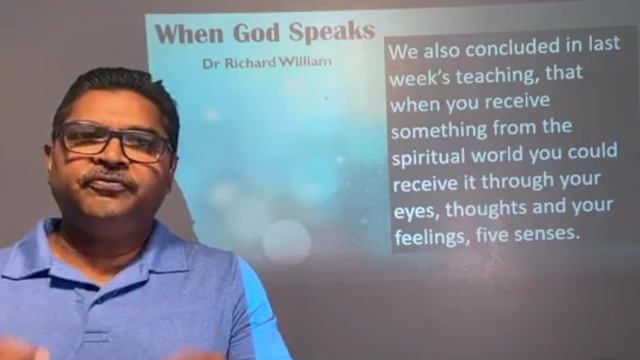 When God Speaks
Dr Richard William
We also concluded in last
week's teaching, that
when you receive
something from the
spiritual world you could
receive it through your
eyes, thoughts and your
feelings, five senses.